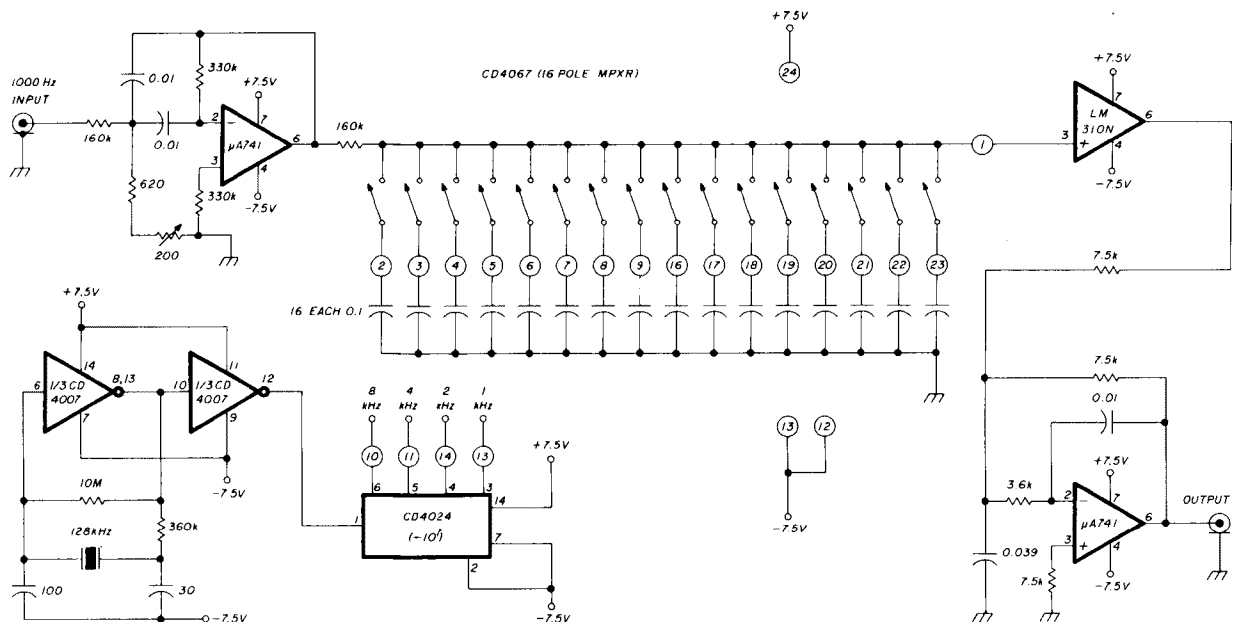 1000 Hz
INPUT
160k
0.01
0.01
330k
+7.5V
2
−
7
μA741
6
3
4
330k
−7.5V
620
200
160k
CD4067 (16 POLE MPXR)
+7.5V
24
1
+7.5V
7
LM
310N
6
3
+
4
−7.5V
2
3
4
5
6
7
8
9
16
17
18
19
20
21
22
23
16 EACH 0.1
7.5k
+7.5V
14
6
1/3 CD
4007
8,13
7
11
10
1/3 CD
4007
12
9
−7.5V
10M
128kHz
360k
100
30
−7.5V
8
kHz
4
kHz
2
kHz
1
kHz
10
11
14
13
6
5
4
3
+7.5V
14
1
CD4024
7
2
−7.5V
13
12
−7.5V
7.5k
0.01
3.6k
+7.5V
2
−
7
μA741
6
3
+
4
−7.5V
0.039
7.5k
OUTPUT